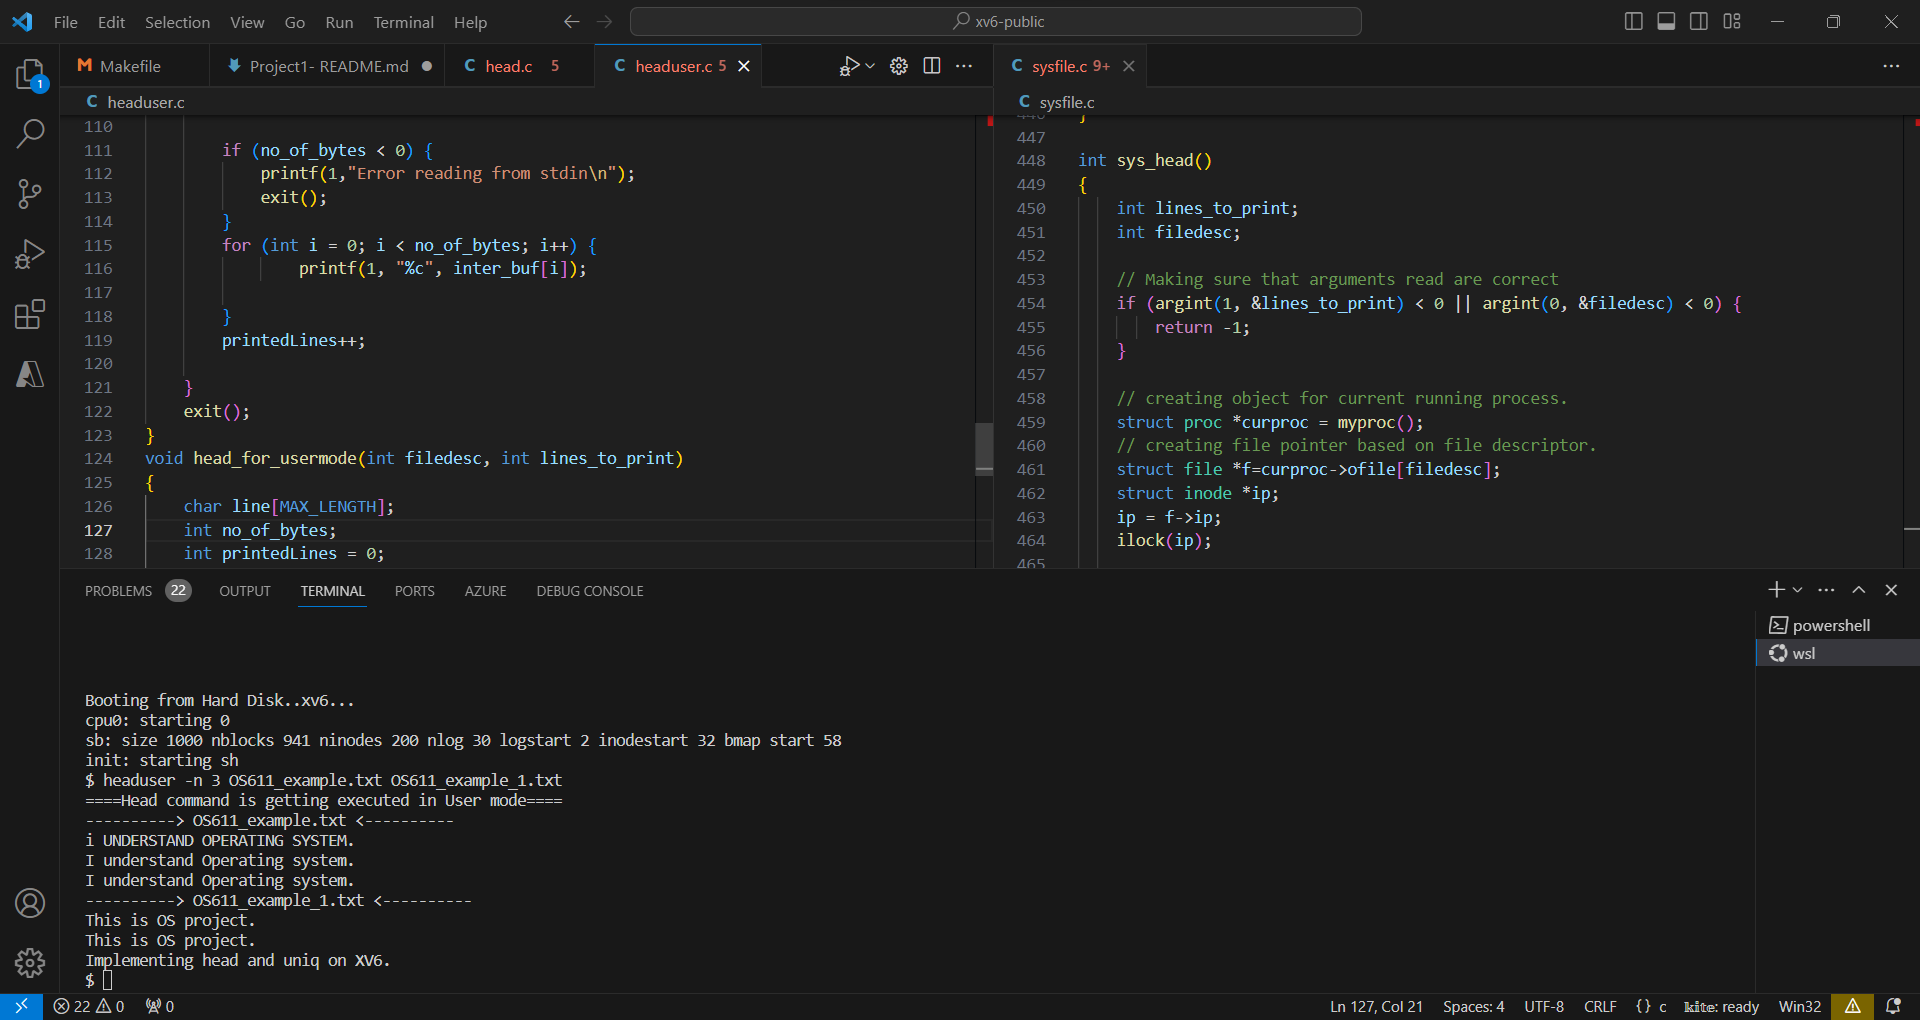 File Edit Selection View Go Run Terminal Help
xv6-public
1
M Makefile
Project1- README.md
C head.c 5
C headuser.c 5
C headuser.c
110
111 if (no_of_bytes < 0) {
112 printf(1,"Error reading from stdin\n");
113 exit();
114 }
115 for (int i = 0; i < no_of_bytes; i++) {
116 printf(1, "%c", inter_buf[i]);
117
118 }
119 printedLines++;
120
121 }
122 exit();
123 }
124 void head_for_usermode(int filedesc, int lines_to_print)
125 {
126 char line[MAX_LENGTH];
127 int no_of_bytes;
128 int printedLines = 0;
C sysfile.c 9+
C sysfile.c
446 }
447
448 int sys_head()
449 {
450 int lines_to_print;
451 int filedesc;
452
453 // Making sure that arguments read are correct
454 if (argint(1, &lines_to_print) < 0 || argint(0, &filedesc) < 0) {
455 return -1;
456 }
457
458 // creating object for current running process.
459 struct proc *curproc = myproc();
460 // creating file pointer based on file descriptor.
461 struct file *f=curproc->ofile[filedesc];
462 struct inode *ip;
463 ip = f->ip;
464 ilock(ip);
465
PROBLEMS 22 OUTPUT TERMINAL PORTS AZURE DEBUG CONSOLE
powershell
wsl
Booting from Hard Disk..xv6...
cpu0: starting 0
sb: size 1000 nblocks 941 ninodes 200 nlog 30 logstart 2 inodestart 32 bmap start 58
init: starting sh
$ headuser -n 3 OS611_example.txt OS611_example_1.txt
====Head command is getting executed in User mode====
----------> OS611_example.txt <----------
i UNDERSTAND OPERATING SYSTEM.
I understand Operating system.
I understand Operating system.
----------> OS611_example_1.txt <----------
This is OS project.
This is OS project.
Implementing head and uniq on XV6.
$
22 0 0
Ln 127, Col 21 Spaces: 4 UTF-8 CRLF {} c kite: ready Win32